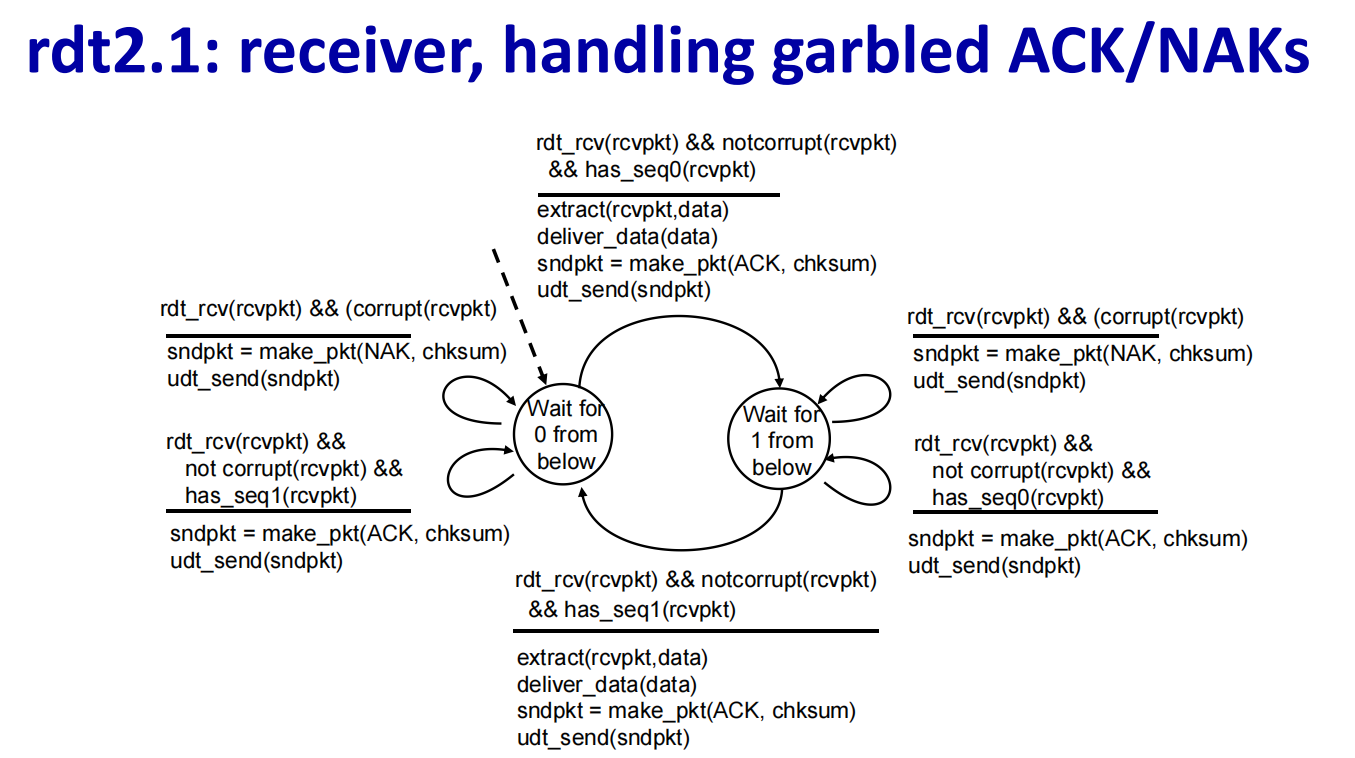 rdt2.1: receiver, handling garbled ACK/NAKs
rdt_rcv(rcvpkt) && notcorrupt(rcvpkt)
&& has_seq0(rcvpkt)
extract(rcvpkt,data)
deliver_data(data)
sndpkt = make_pkt(ACK, chksum)
udt_send(sndpkt)
rdt_rcv(rcvpkt) && (corrupt(rcvpkt)
sndpkt = make_pkt(NAK, chksum)
udt_send(sndpkt)
rdt_rcv(rcvpkt) &&
not corrupt(rcvpkt) &&
has_seq1(rcvpkt)
sndpkt = make_pkt(ACK, chksum)
udt_send(sndpkt)
Wait for
0 from
below
Wait for
1 from
below
rdt_rcv(rcvpkt) && (corrupt(rcvpkt)
sndpkt = make_pkt(NAK, chksum)
udt_send(sndpkt)
rdt_rcv(rcvpkt) &&
not corrupt(rcvpkt) &&
has_seq0(rcvpkt)
sndpkt = make_pkt(ACK, chksum)
udt_send(sndpkt)
rdt_rcv(rcvpkt) && notcorrupt(rcvpkt)
&& has_seq1(rcvpkt)
extract(rcvpkt,data)
deliver_data(data)
sndpkt = make_pkt(ACK, chksum)
udt_send(sndpkt)